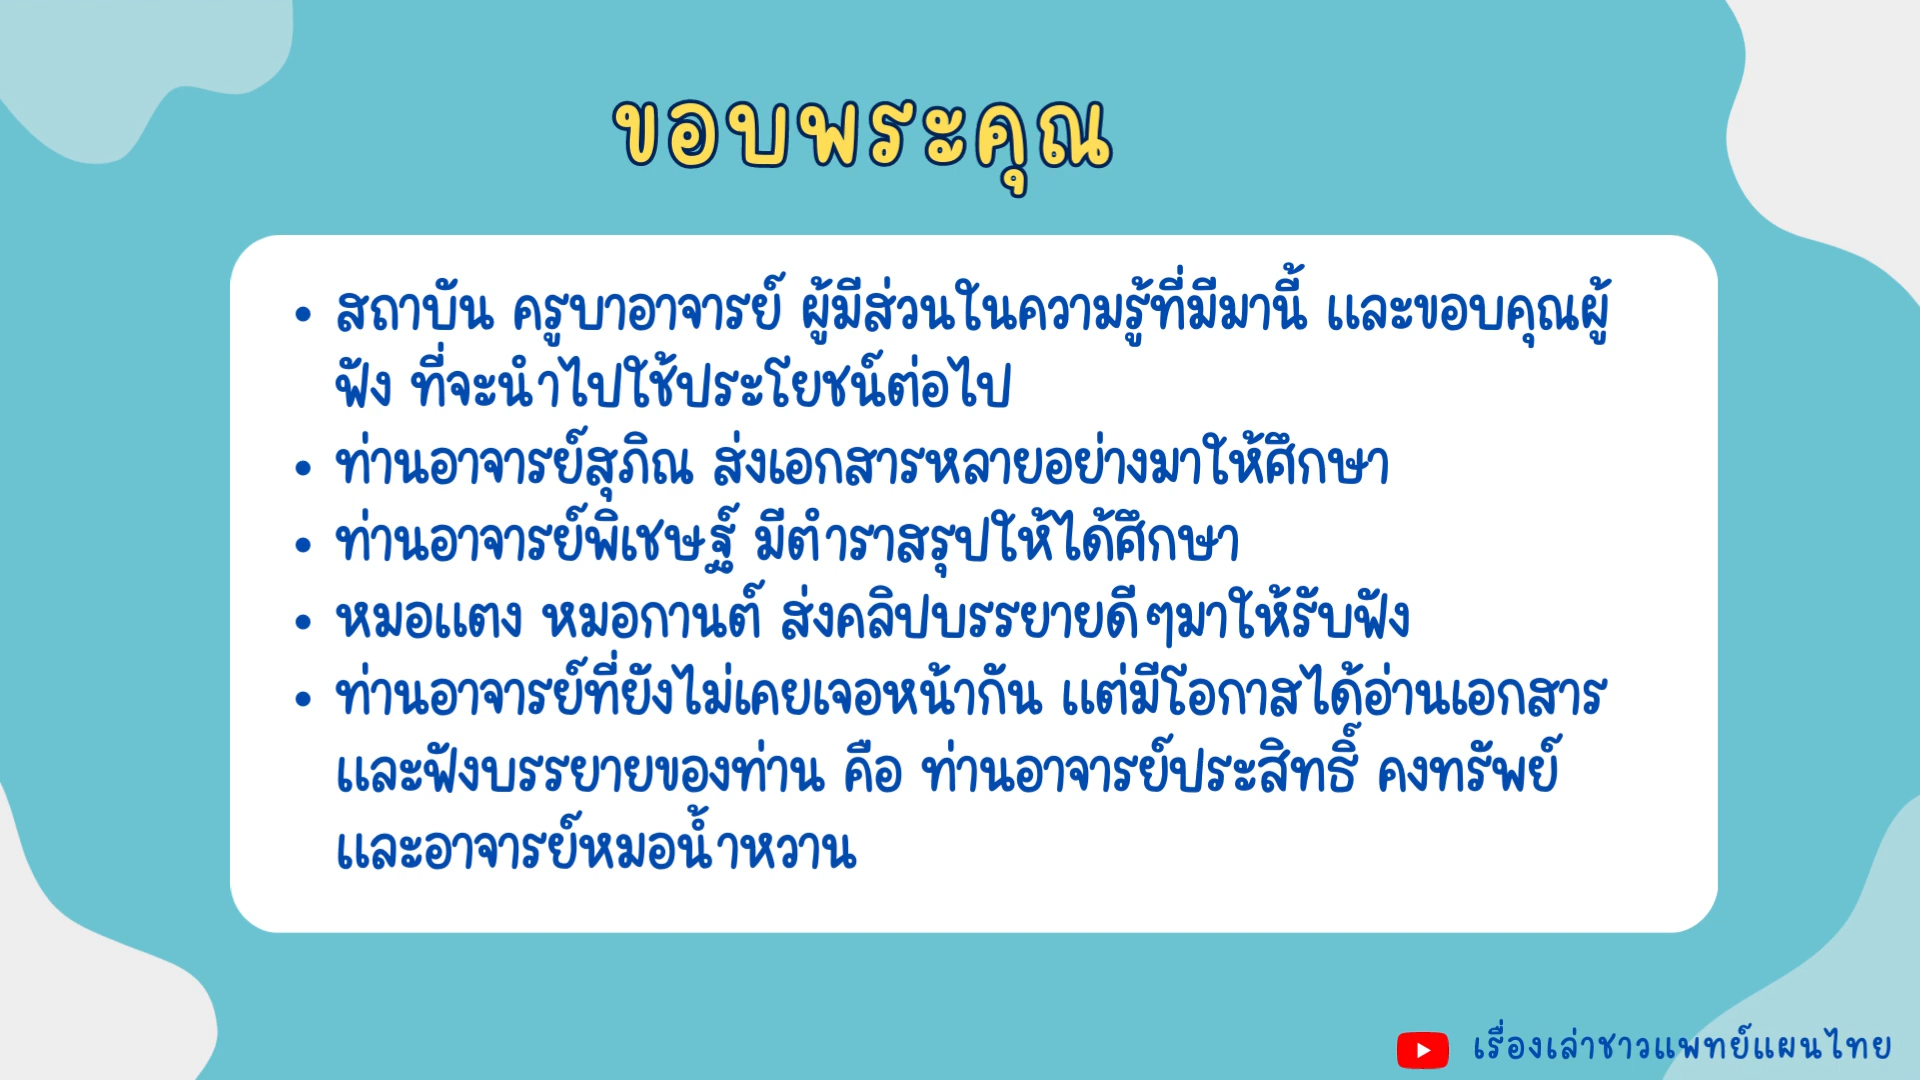 ขอบพระคุณ
• สถาบัน ครูบาอาจารย์ ผู้มีส่วนในความรู้ที่มีมานี้ และขอบคุณผู้
ฟัง ที่จะนำไปใช้ประโยชน์ต่อไป
• ท่านอาจารย์สุภิณ ส่งเอกสารหลายอย่างมาให้ศึกษา
• ท่านอาจารย์พิเชษฐ์ มีตำราสรุปให้ได้ศึกษา
• หมอแตง หมอกานต์ ส่งคลิปบรรยายดีๆมาให้รับฟัง
• ท่านอาจารย์ที่ยังไม่เคยเจอหน้ากัน แต่มีโอกาสได้อ่านเอกสาร
และฟังบรรยายของท่าน คือ ท่านอาจารย์ประสิทธิ์ คงทรัพย์
และอาจารย์หมอน้ำหวาน
เรื่องเล่าชาวแพทย์แผนไทย